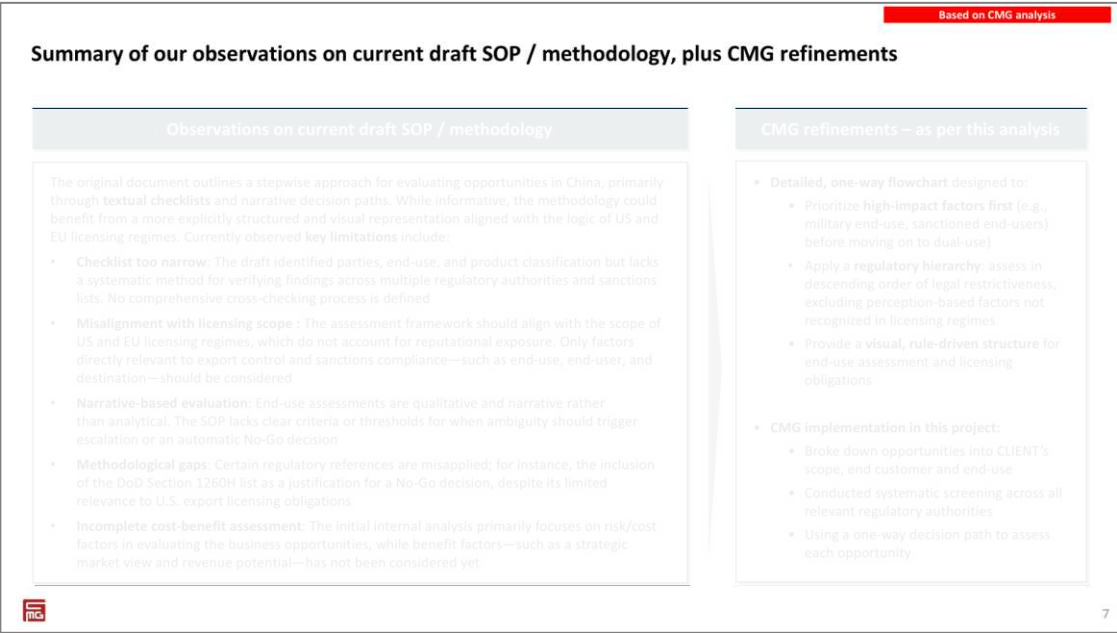 Based on CMG analysis
Summary of our observations on current draft SOP / methodology, plus CMG refinements
Observations on current draft SOP / methodology
The original document outlines a stepwise approach for evaluating opportunities in China, primarily
through textual checklists and narrative decision paths. While informative, the methodology could
benefit from a more explicitly structured and visual representation aligned with the logic of US and
EU licensing regimes. Currently observed key limitations include:
• Checklist too narrow: The draft identified parties, end-use, and product classification but lacks
a systematic method for verifying findings across multiple regulatory authorities and sanctions
lists. No comprehensive cross-checking process is defined
• Misalignment with licensing scope : The assessment framework should align with the scope of
US and EU licensing regimes, which do not account for reputational exposure. Only factors
directly relevant to export control and sanctions compliance—such as end-use, end-user, and
destination—should be considered
• Narrative-based evaluation: End-use assessments are qualitative and narrative rather
than analytical. The SOP lacks clear criteria or thresholds for when ambiguity should trigger
escalation or an automatic No-Go decision
• Methodological gaps: Certain regulatory references are misapplied; for instance, the inclusion
of the DoD Section 1260H list as a justification for a No-Go decision, despite its limited
relevance to U.S. export licensing obligations
• Incomplete cost-benefit assessment: The initial internal analysis primarily focuses on risk/cost
factors in evaluating the business opportunities, while benefit factors—such as a strategic
market view and revenue potential—has not been considered yet
CMG refinements – as per this analysis
• Detailed, one-way flowchart designed to:
• Prioritize high-impact factors first (e.g.,
military end-use, sanctioned end-users)
before moving on to dual-use)
• Apply a regulatory hierarchy: assess in
descending order of legal restrictiveness,
excluding perception-based factors not
recognized in licensing regimes
• Provide a visual, rule-driven structure for
end-use assessment and licensing
obligations
• CMG implementation in this project:
• Broke down opportunities into CLIENT's
scope, end customer and end-use
• Conducted systematic screening across all
relevant regulatory authorities
• Using a one-way decision path to assess
each opportunity
CMG
7